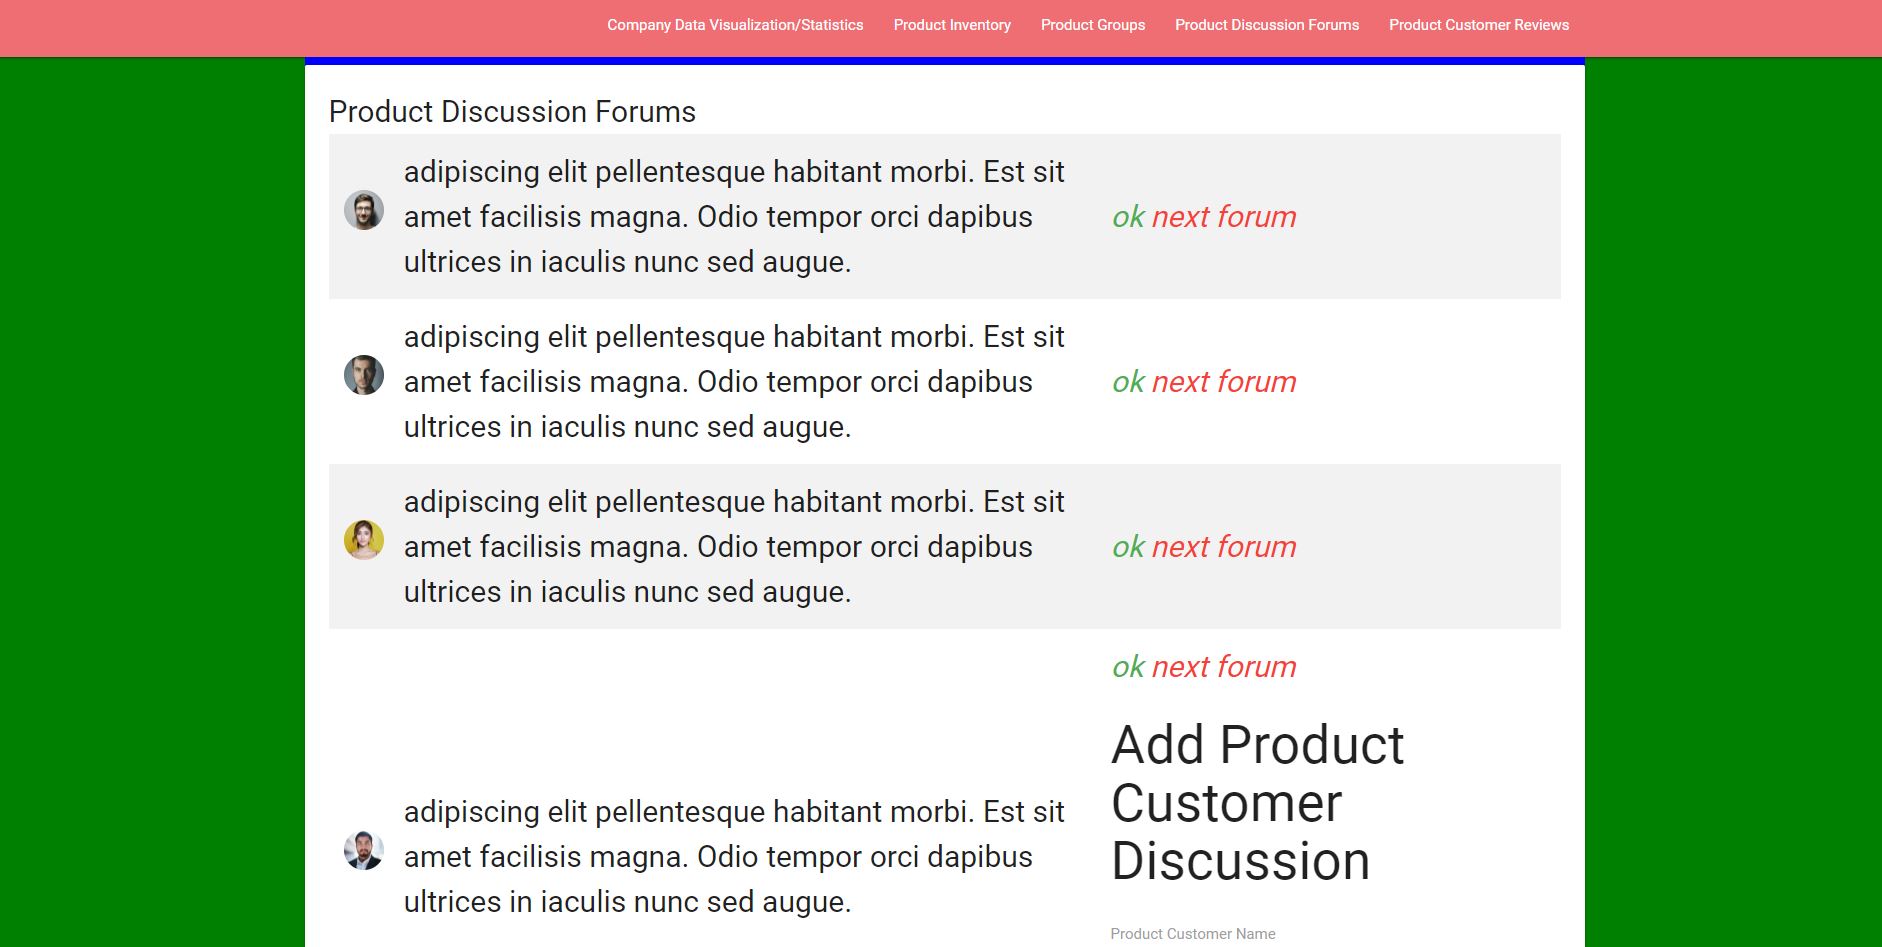 Company Data Visualization/Statistics Product Inventory Product Groups Product Discussion Forums Product Customer Reviews
Product Discussion Forums
adipiscing elit pellentesque habitant morbi. Est sit
amet facilisis magna. Odio tempor orci dapibus
ultrices in iaculis nunc sed augue.
ok next forum
adipiscing elit pellentesque habitant morbi. Est sit
amet facilisis magna. Odio tempor orci dapibus
ultrices in iaculis nunc sed augue.
ok next forum
adipiscing elit pellentesque habitant morbi. Est sit
amet facilisis magna. Odio tempor orci dapibus
ultrices in iaculis nunc sed augue.
ok next forum
adipiscing elit pellentesque habitant morbi. Est sit
amet facilisis magna. Odio tempor orci dapibus
ultrices in iaculis nunc sed augue.
ok next forum
Add Product
Customer
Discussion
Product Customer Name